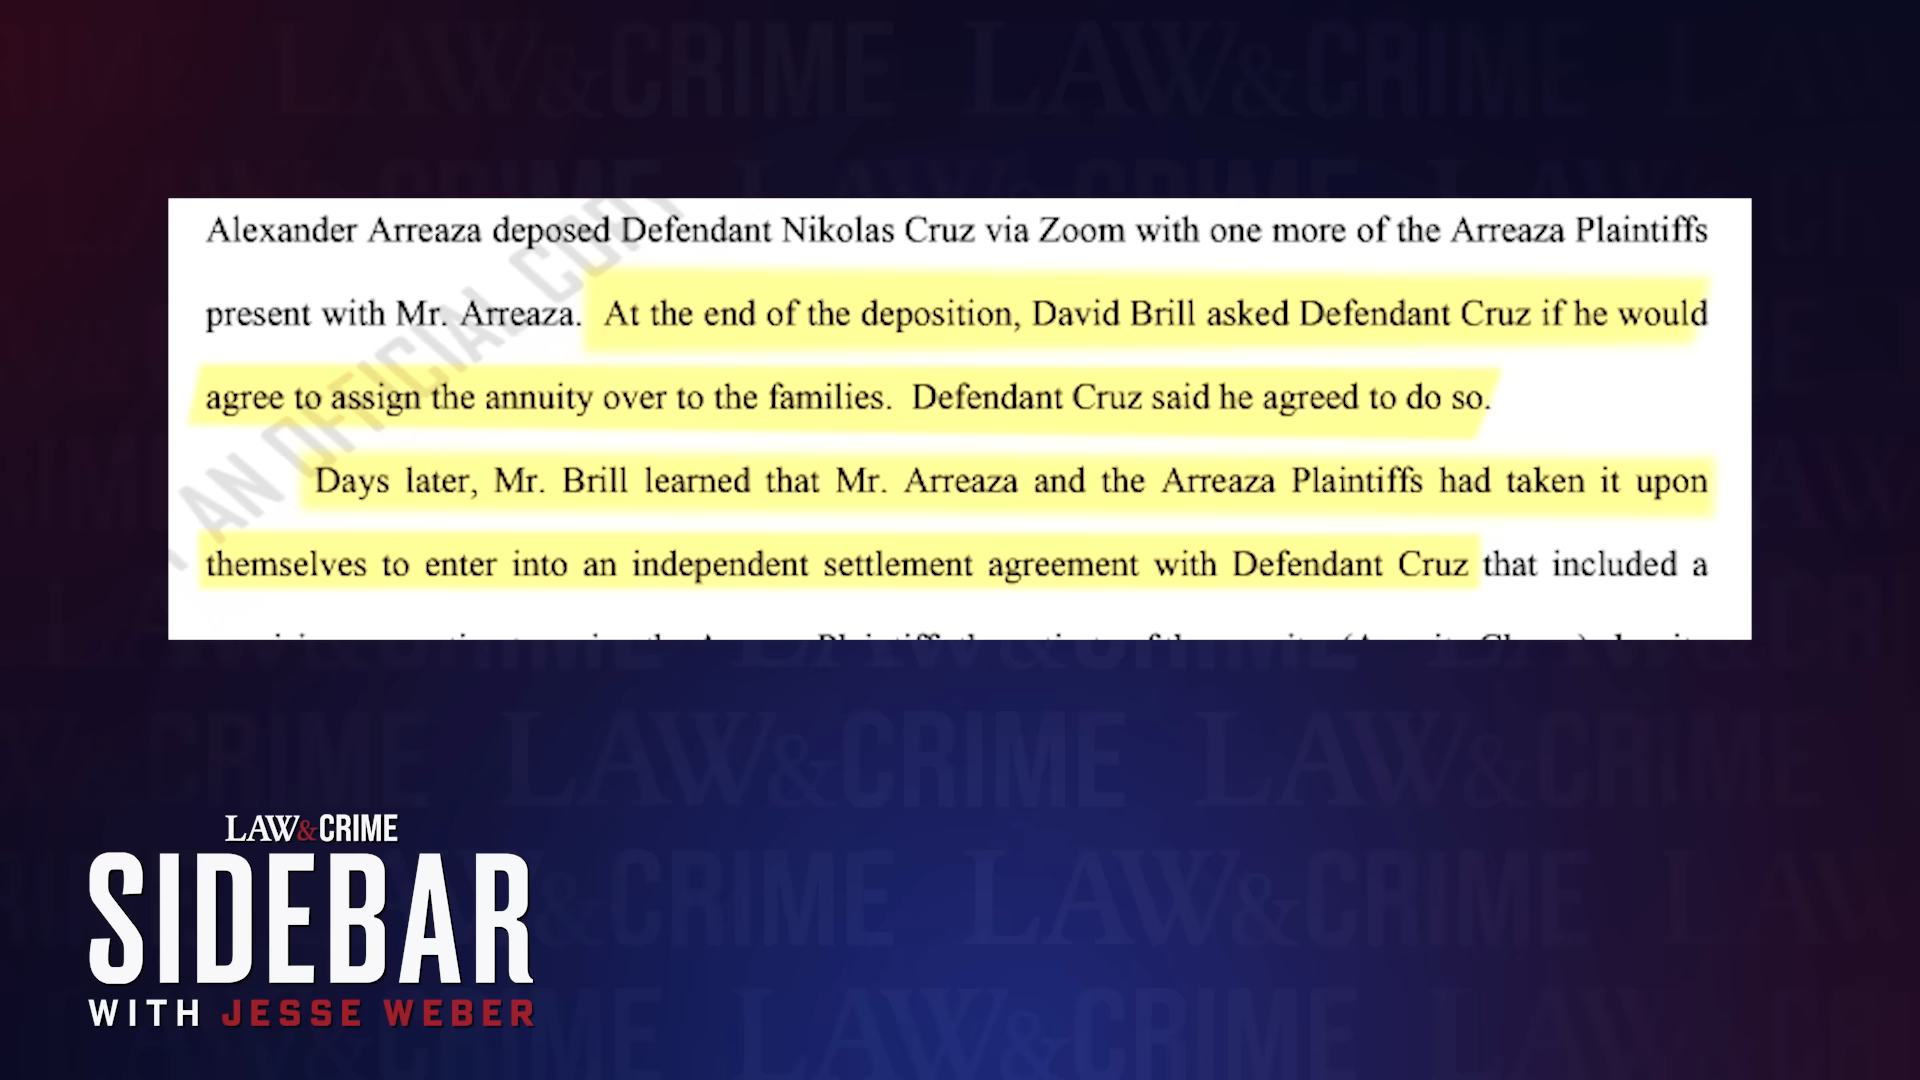 Alexander Arreaza deposed Defendant Nikolas Cruz via Zoom with one more of the Arreaza Plaintiffs
present with Mr. Arreaza. At the end of the deposition, David Brill asked Defendant Cruz if he would
agree to assign the annuity over to the families. Defendant Cruz said he agreed to do so.
Days later, Mr. Brill learned that Mr. Arreaza and the Arreaza Plaintiffs had taken it upon
themselves to enter into an independent settlement agreement with Defendant Cruz that included a
AN OFFICIAL COPY
LAW&CRIME
SIDEBAR
WITH JESSE WEBER